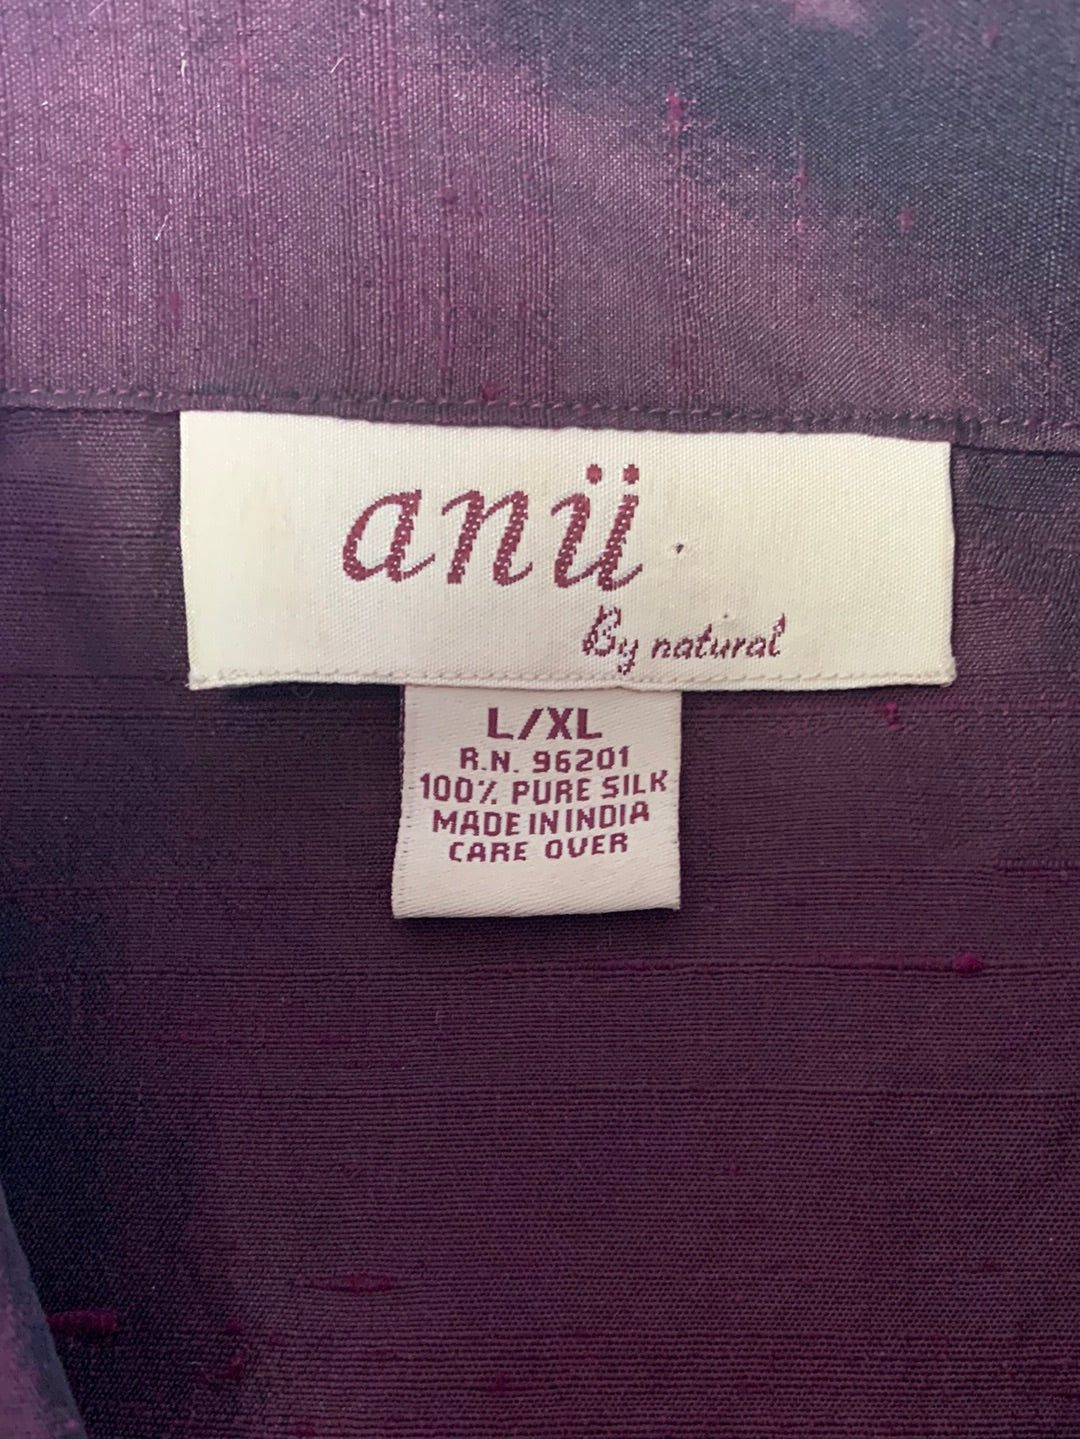 anü
By natural
L/XL
R.N. 96201
100% PURE SILK
MADE IN INDIA
CARE OVER